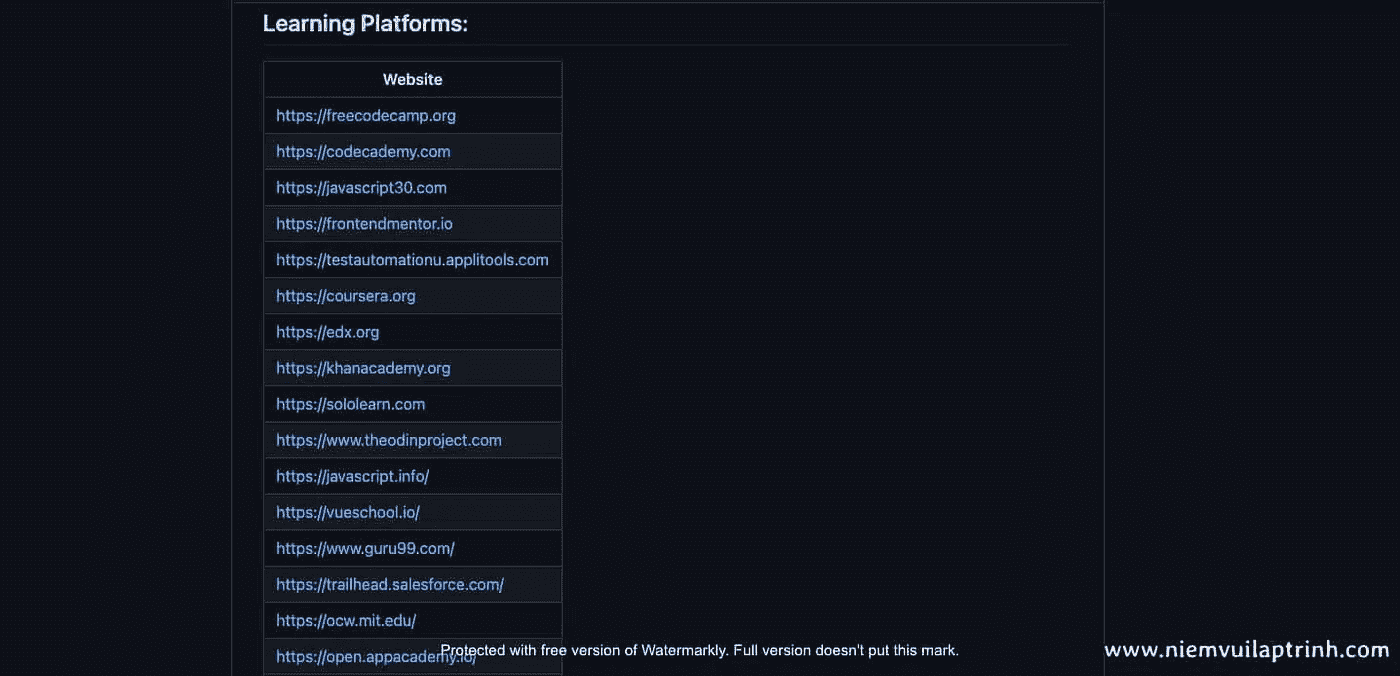 Learning Platforms:
Website
https://freecodecamp.org
https://codecademy.com
https://javascript30.com
https://frontendmentor.io
https://testautomationu.applitools.com
https://coursera.org
https://edx.org
https://khanacademy.org
https://sololearn.com
https://www.theodinproject.com
https://javascript.info/
https://vueschool.io/
https://www.guru99.com/
https://trailhead.salesforce.com/
https://ocw.mit.edu/
https://open.appacademy.io/
Protected with free version of Watermarkly. Full version doesn't put this mark.
www.niemvuilaptrinh.com